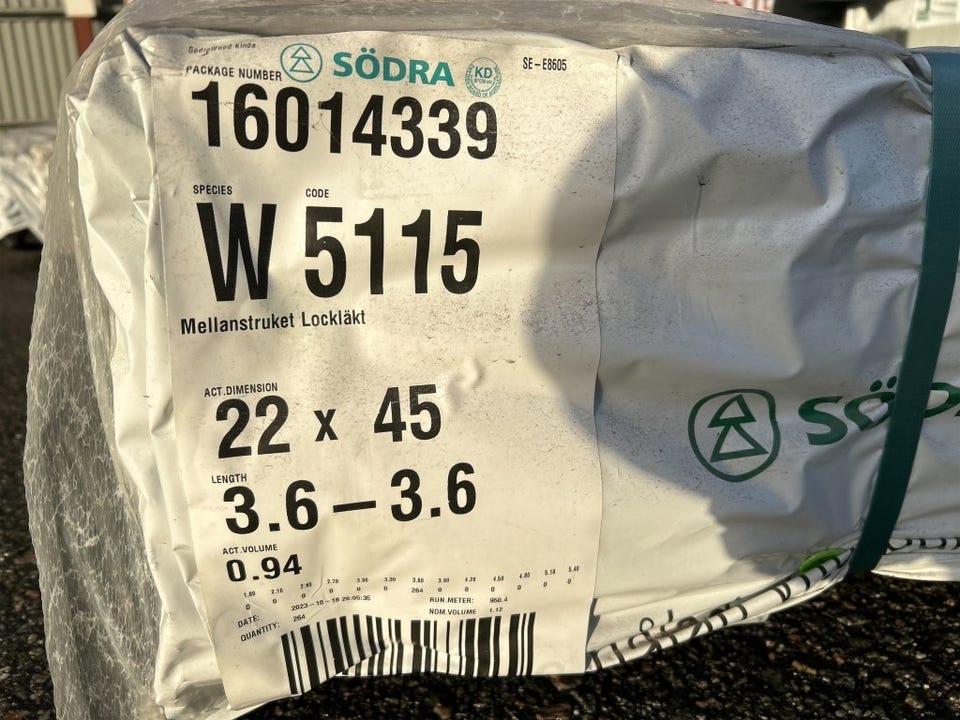 Södra Wood Kinda
SÖDRA
KD
SE-E8605
PACKAGE NUMBER
16014339
SPECIES CODE
W 5115
Mellanstruket Lockläkt
ACT.DIMENSION
22 x 45
LENGTH
3.6 – 3.6
ACT.VOLUME
0.94
1.80 2.10 2.40 2.70 3.00 3.30 3.60 3.90 4.20 4.50 4.80 5.10 5.40
0 0 0 0 0 0 264 0 0 0 0 0 0
DATE: 2023-10-18 20:05:35 RUN.METER: 950.4
QUANTITY: 264 NOM.VOLUME 1.12
SÖD